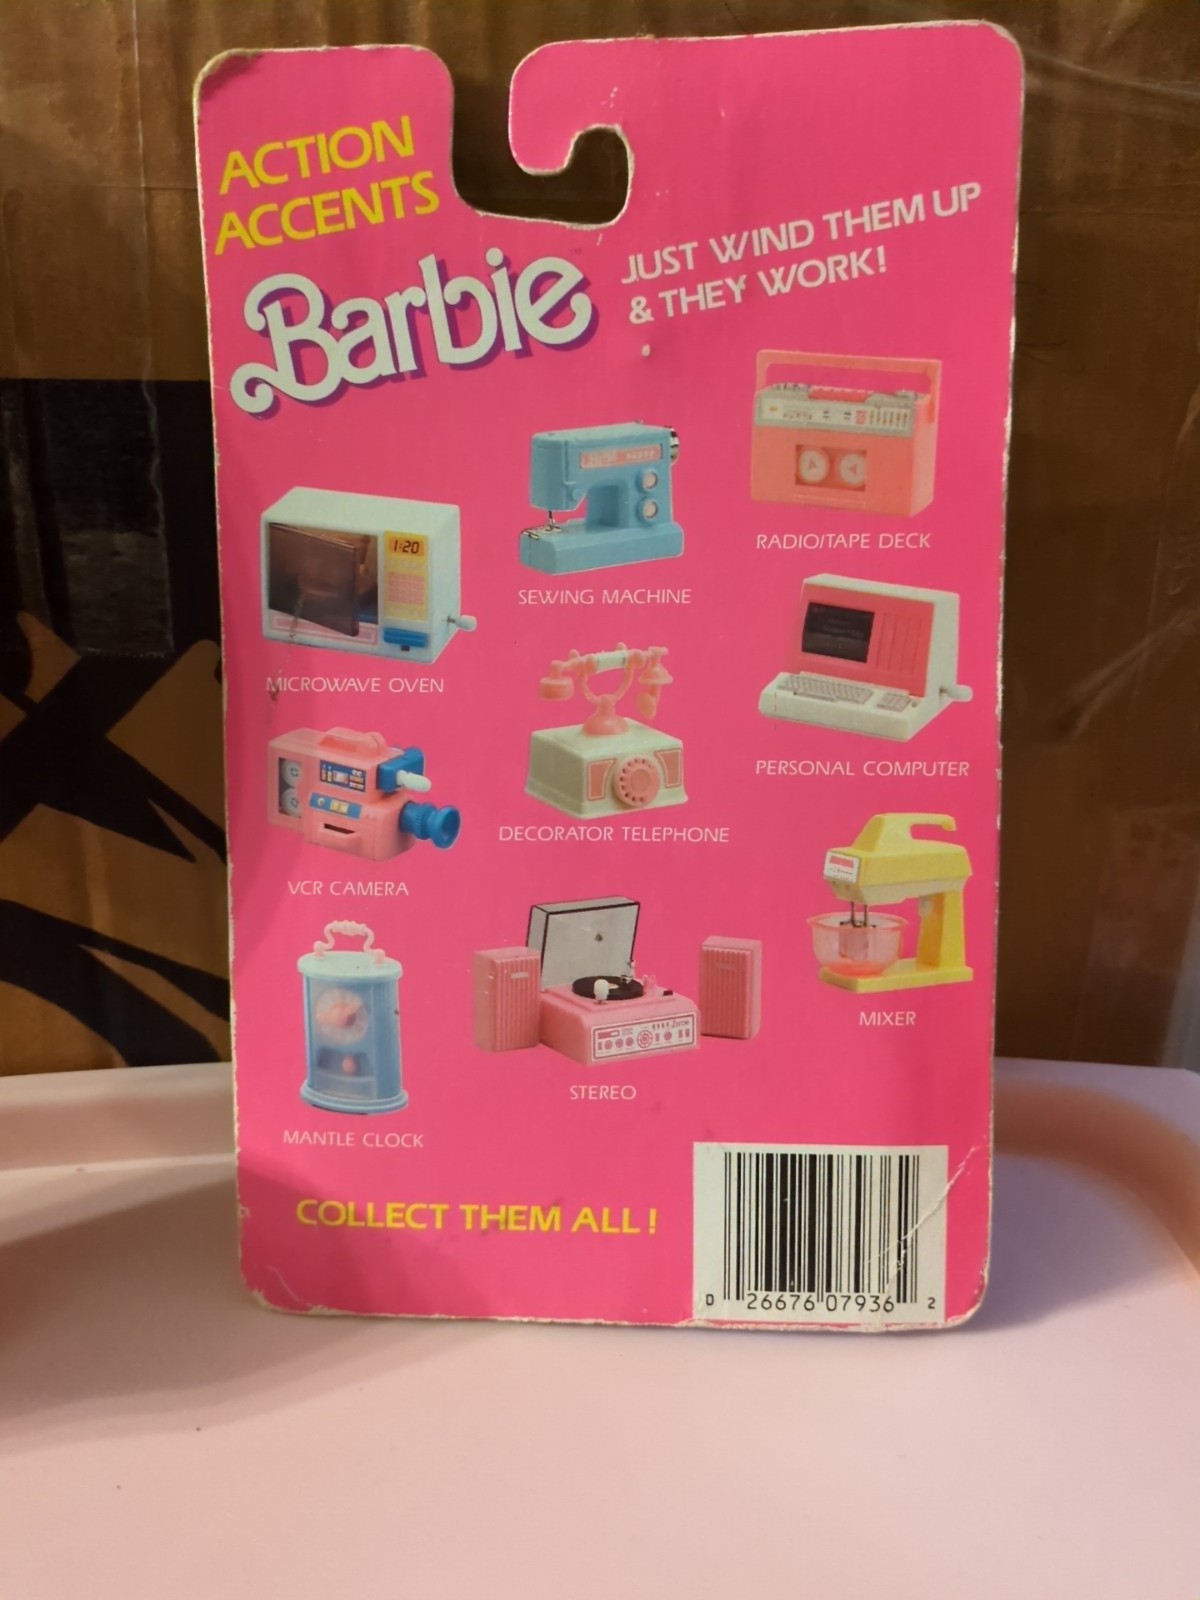 ACTION
ACCENTS
Barbie™
JUST WIND THEM UP
& THEY WORK!
RADIO/TAPE DECK
SEWING MACHINE
1:20
MICROWAVE OVEN
PERSONAL COMPUTER
DECORATOR TELEPHONE
VCR CAMERA
MIXER
STEREO
MANTLE CLOCK
COLLECT THEM ALL!
0 26676 07936 2